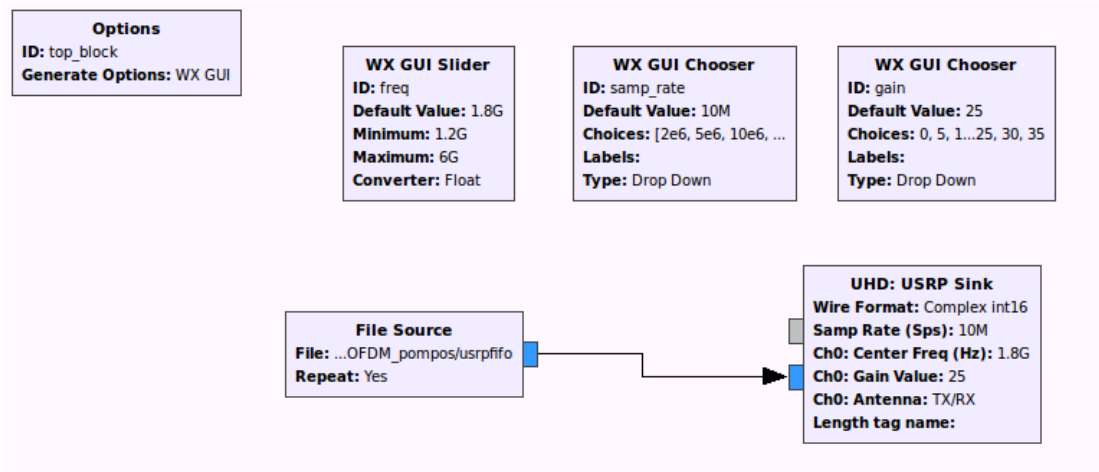 Options
ID: top_block
Generate Options: WX GUI
WX GUI Slider
ID: freq
Default Value: 1.8G
Minimum: 1.2G
Maximum: 6G
Converter: Float
WX GUI Chooser
ID: samp_rate
Default Value: 10M
Choices: [2e6, 5e6, 10e6, ...
Labels:
Type: Drop Down
WX GUI Chooser
ID: gain
Default Value: 25
Choices: 0, 5, 1...25, 30, 35
Labels:
Type: Drop Down
File Source
File: ...OFDM_pompos/usrpfifo
Repeat: Yes
UHD: USRP Sink
Wire Format: Complex int16
Samp Rate (Sps): 10M
Ch0: Center Freq (Hz): 1.8G
Ch0: Gain Value: 25
Ch0: Antenna: TX/RX
Length tag name: